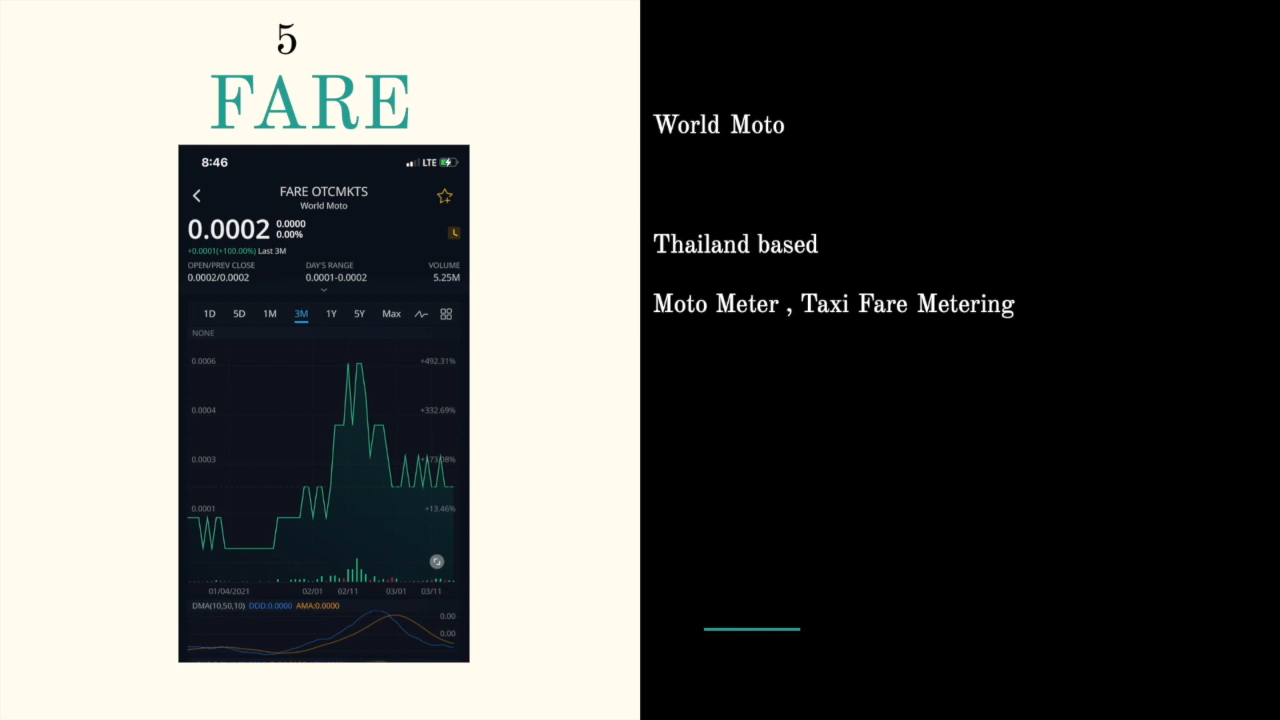 5
FARE
8:46
LTE
FARE OTCMKTS
World Moto
0.0002
0.0000
0.00%
L
+0.0001(+100.00%) Last 3M
OPEN/PREV CLOSE DAY'S RANGE VOLUME
0.0002/0.0002 0.0001-0.0002 5.25M
1D 5D 1M 3M 1Y 5Y Max
NONE
0.0006 +492.31%
0.0004 +332.69%
0.0003 +173.08%
0.0001 +13.46%
01/04/2021 02/01 02/11 03/01 03/11
DMA(10,50,10) DDD:0.0000 AMA:0.0000
0.00
0.00
World Moto
Thailand based
Moto Meter , Taxi Fare Metering